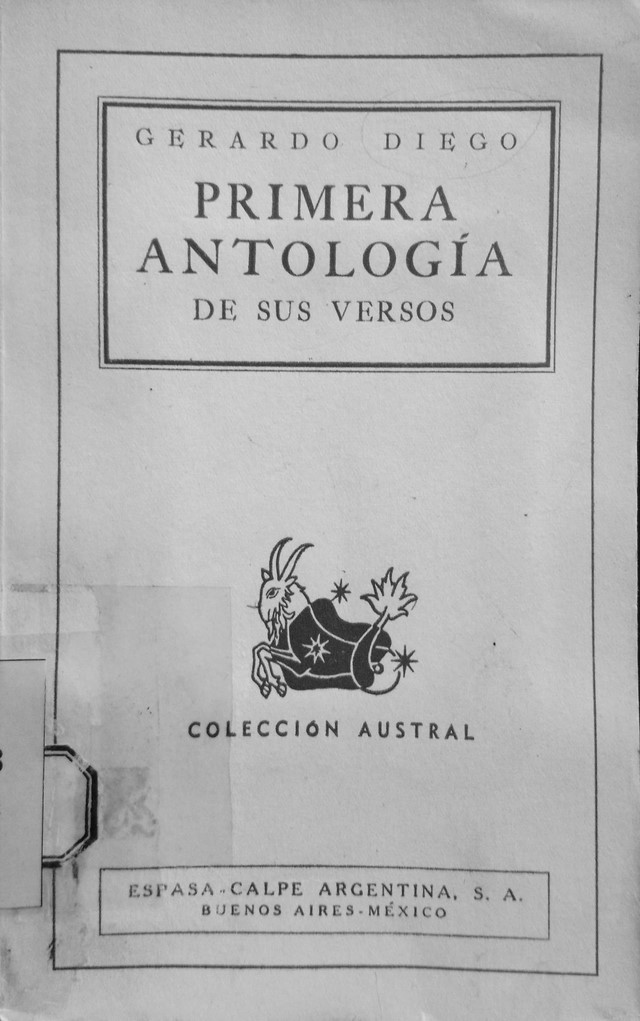 GERARDO DIEGO
PRIMERA
ANTOLOGÍA
DE SUS VERSOS
COLECCIÓN AUSTRAL
ESPASA-CALPE ARGENTINA, S. A.
BUENOS AIRES-MÉXICO